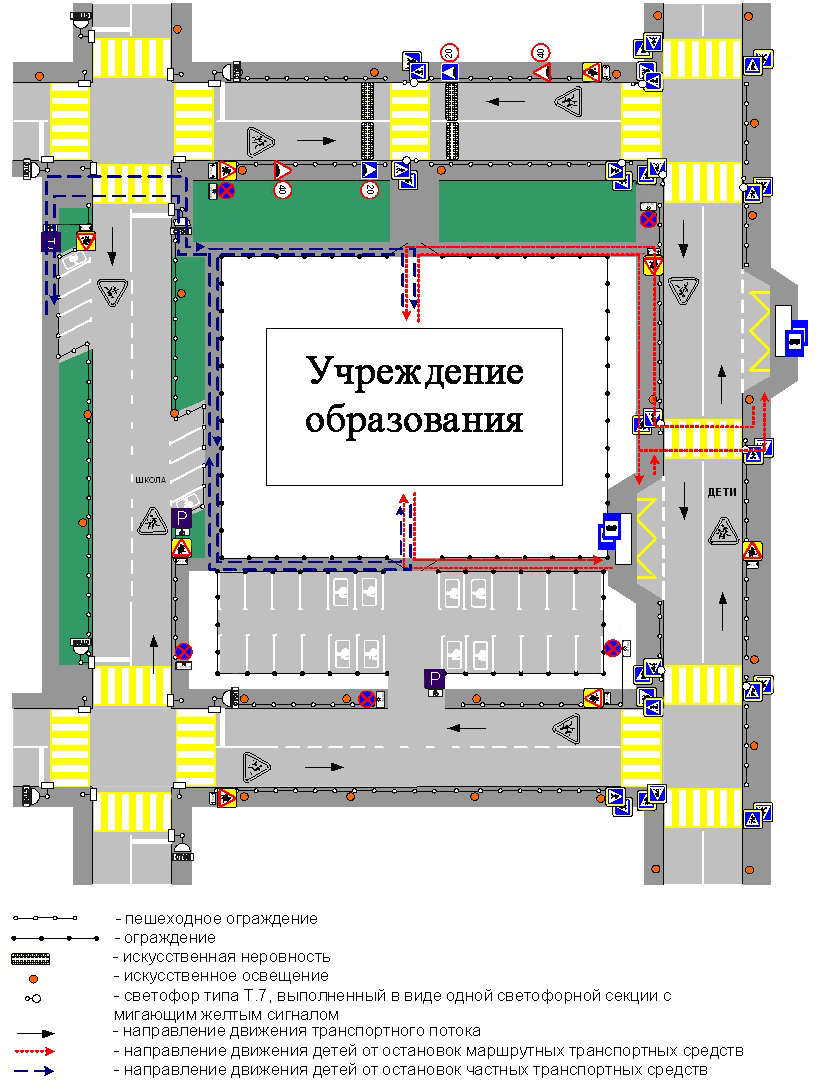 20
40
40
20
Учреждение
образования
ШКОЛА
P
ДЕТИ
P
- пешеходное ограждение
- ограждение
- искусственная неровность
- искусственное освещение
- светофор типа Т.7, выполненный в виде одной светофорной секции с
мигающим желтым сигналом
- направление движения транспортного потока
- направление движения детей от остановок маршрутных транспортных средств
- направление движения детей от остановок частных транспортных средств